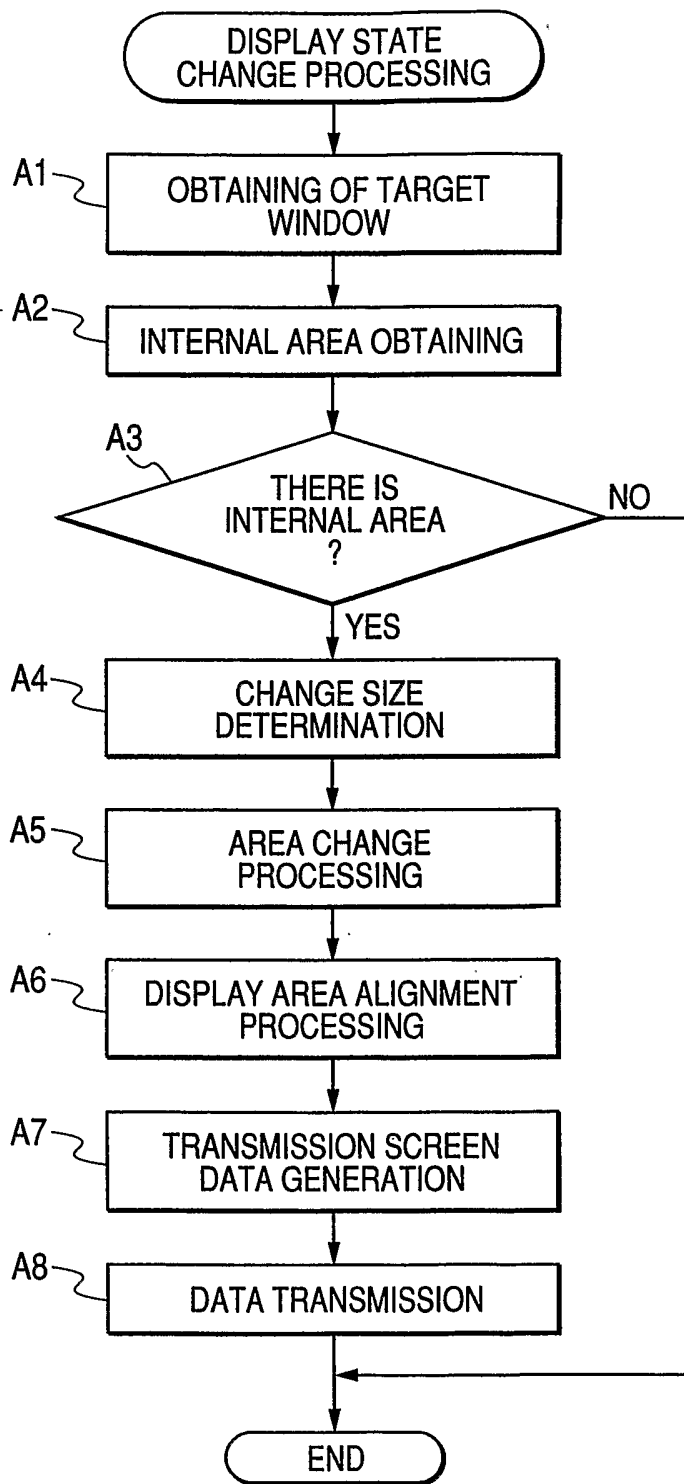 DISPLAY STATE
CHANGE PROCESSING
A1
OBTAINING OF TARGET
WINDOW
A2
INTERNAL AREA OBTAINING
A3
THERE IS
INTERNAL AREA
?
NO
YES
A4
CHANGE SIZE
DETERMINATION
A5
AREA CHANGE
PROCESSING
A6
DISPLAY AREA ALIGNMENT
PROCESSING
A7
TRANSMISSION SCREEN
DATA GENERATION
A8
DATA TRANSMISSION
END